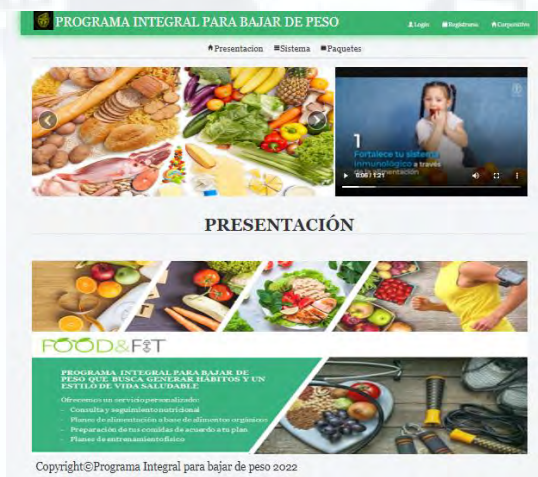 PROGRAMA INTEGRAL PARA BAJAR DE PESO
Login Registrarse Corporativo
Presentacion Sistema Paquetes
1
Fortalece tu sistema
inmunológico a través
alimentación
0:06 / 1:21
PRESENTACIÓN
FOOD&FIT
PROGRAMA INTEGRAL PARA BAJAR DE
PESO QUE BUSCA GENERAR HÁBITOS Y UN
ESTILO DE VIDA SALUDABLE
Ofrecemos un servicio personalizado:
- Consulta y seguimiento nutricional
- Planes de alimentación a base de alimentos orgánicos
- Preparación de tus comidas de acuerdo a tu plan
- Planes de entrenamiento físico
Copyright©Programa Integral para bajar de peso 2022